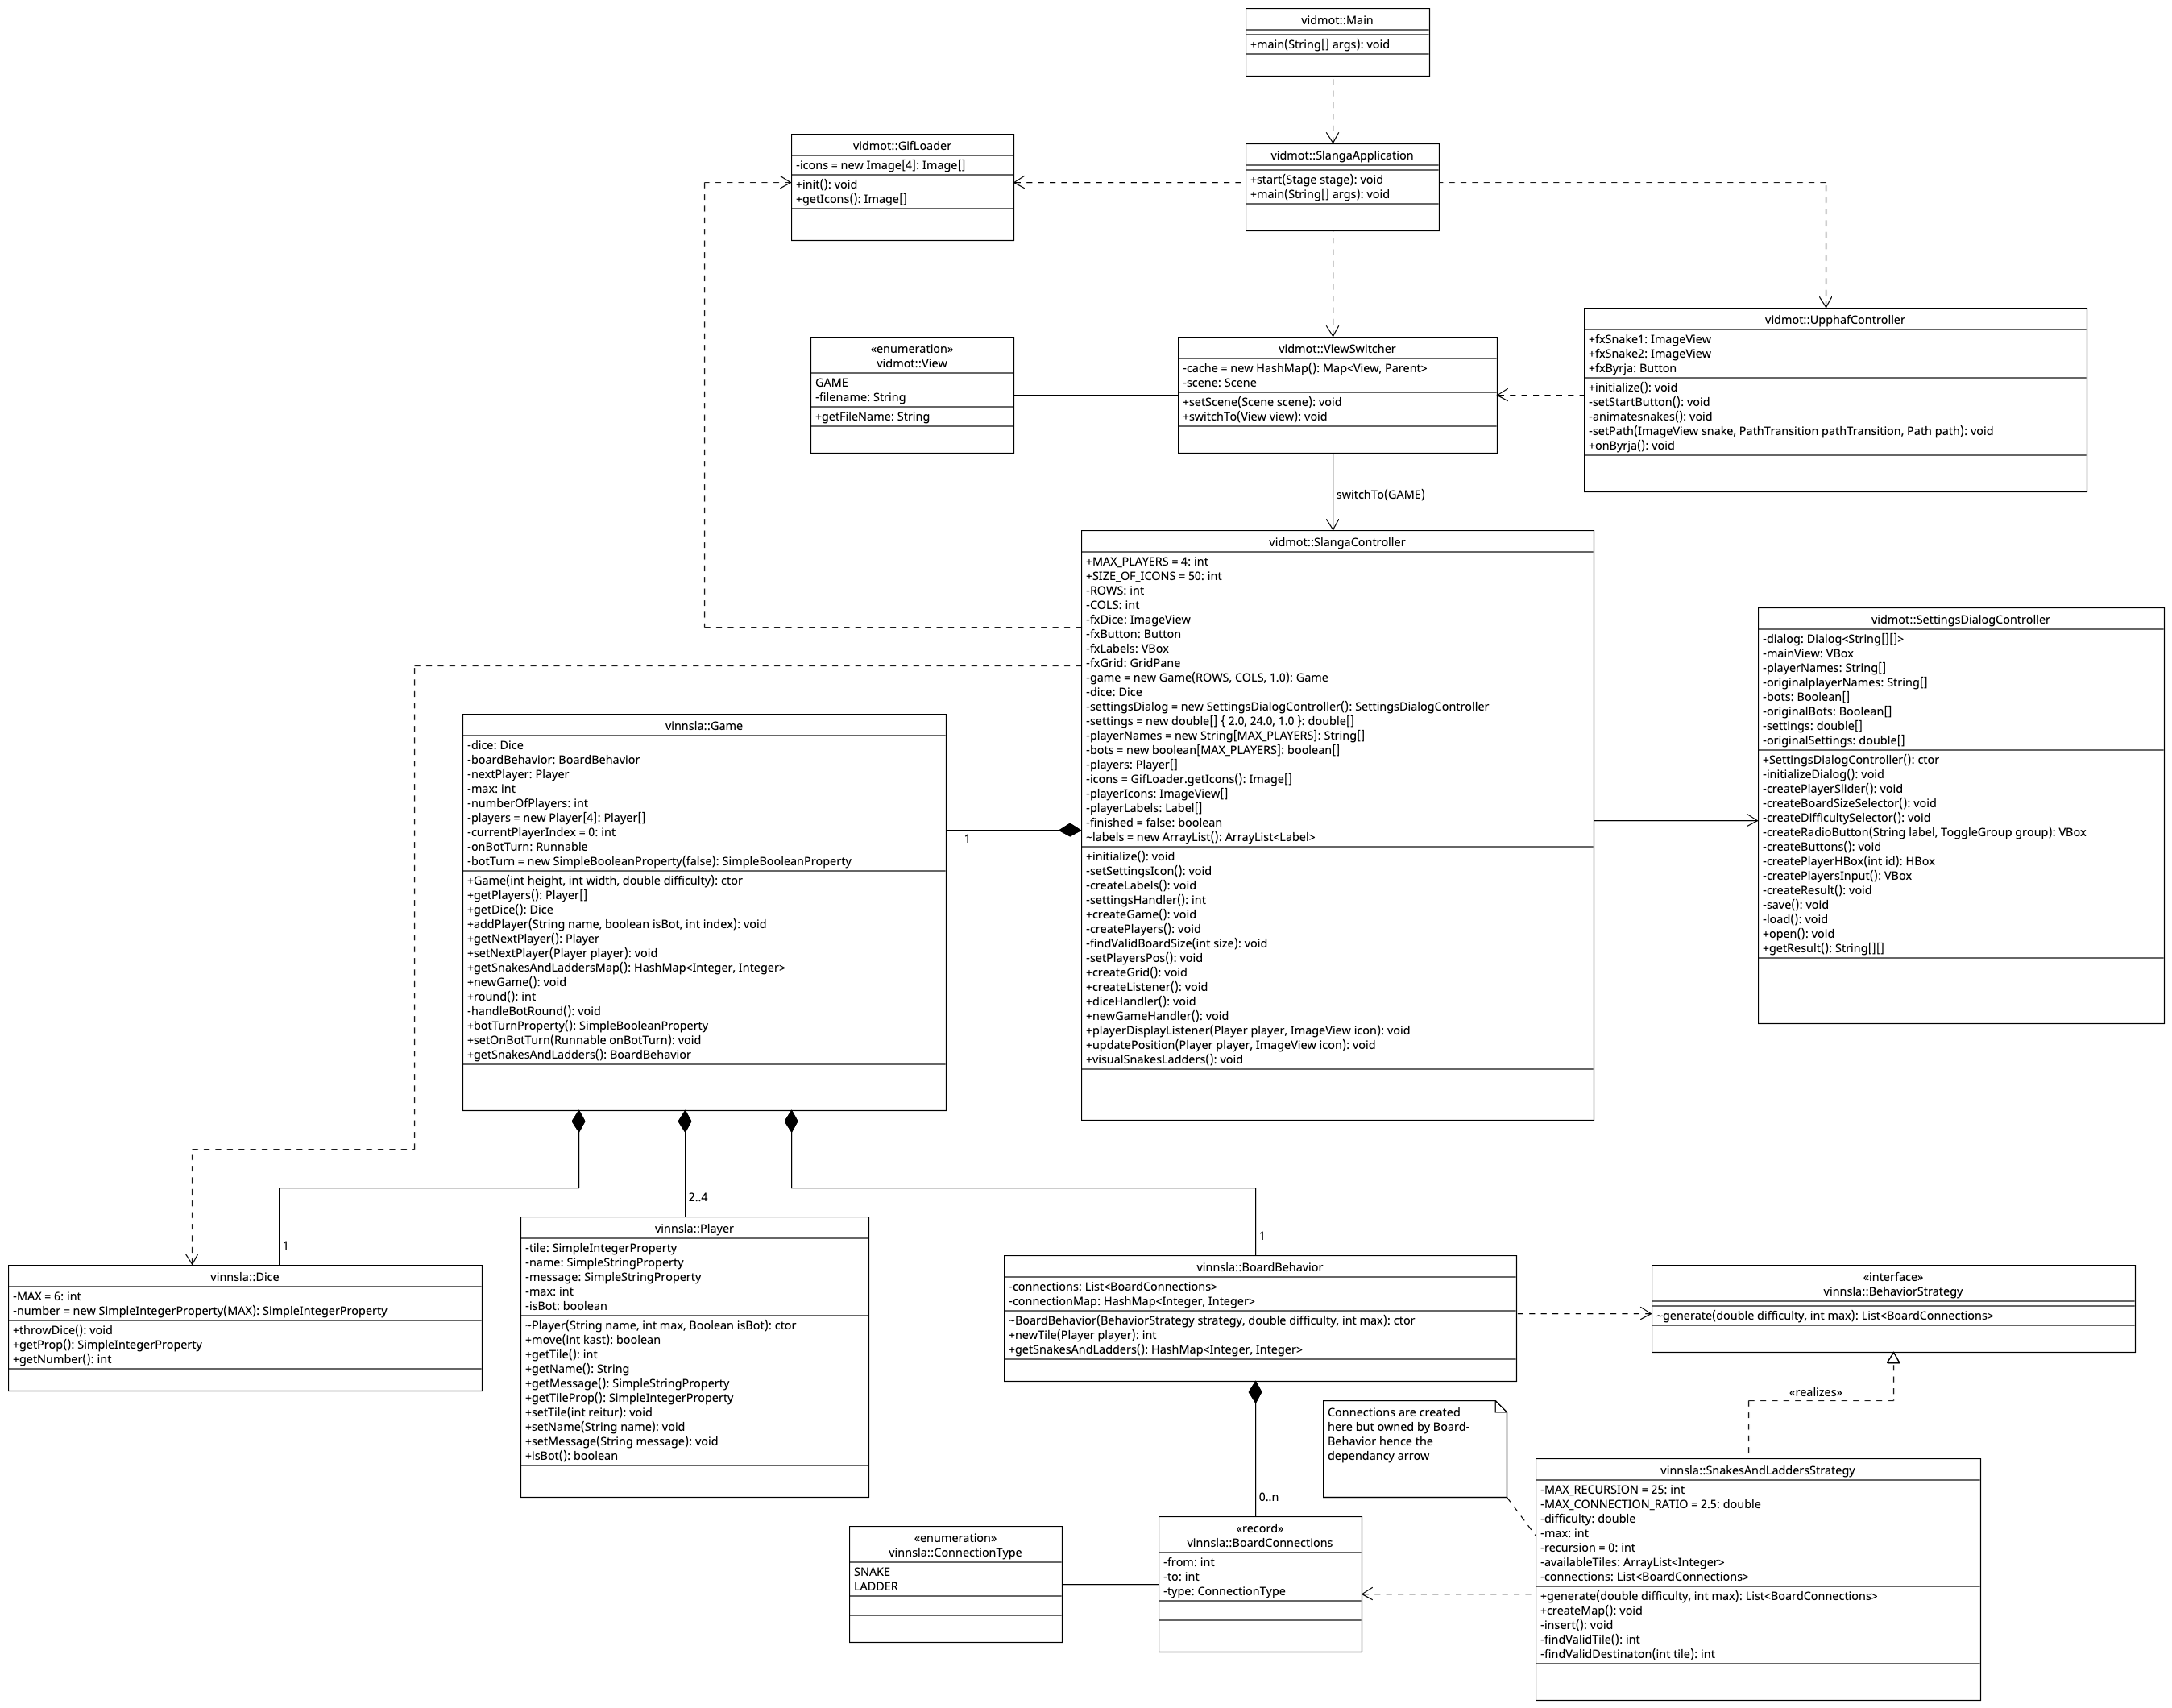 vidmot::Main
+main(String[] args): void
vidmot::GifLoader
-icons = new Image[4]: Image[]
+init(): void
+getIcons(): Image[]
vidmot::SlangaApplication
+start(Stage stage): void
+main(String[] args): void
«enumeration»
vidmot::View
GAME
-filename: String
+getFileName: String
vidmot::ViewSwitcher
-cache = new HashMap(): Map<View, Parent>
-scene: Scene
+setScene(Scene scene): void
+switchTo(View view): void
vidmot::UpphafController
+fxSnake1: ImageView
+fxSnake2: ImageView
+fxByrja: Button
+initialize(): void
-setStartButton(): void
-animatesnakes(): void
-setPath(ImageView snake, PathTransition pathTransition, Path path): void
+onByrja(): void
switchTo(GAME)
vidmot::SlangaController
+MAX_PLAYERS = 4: int
+SIZE_OF_ICONS = 50: int
-ROWS: int
-COLS: int
-fxDice: ImageView
-fxButton: Button
-fxLabels: VBox
-fxGrid: GridPane
-game = new Game(ROWS, COLS, 1.0): Game
-dice: Dice
-settingsDialog = new SettingsDialogController(): SettingsDialogController
-settings = new double[] { 2.0, 24.0, 1.0 }: double[]
-playerNames = new String[MAX_PLAYERS]: String[]
-bots = new boolean[MAX_PLAYERS]: boolean[]
-players: Player[]
-icons = GifLoader.getIcons(): Image[]
-playerIcons: ImageView[]
-playerLabels: Label[]
-finished = false: boolean
~labels = new ArrayList(): ArrayList<Label>
+initialize(): void
-setSettingsIcon(): void
-createLabels(): void
-settingsHandler(): int
+createGame(): void
-createPlayers(): void
-findValidBoardSize(int size): void
-setPlayersPos(): void
+createGrid(): void
+createListener(): void
+diceHandler(): void
+newGameHandler(): void
+playerDisplayListener(Player player, ImageView icon): void
+updatePosition(Player player, ImageView icon): void
+visualSnakesLadders(): void
vidmot::SettingsDialogController
-dialog: Dialog<String[][]>
-mainView: VBox
-playerNames: String[]
-originalplayerNames: String[]
-bots: Boolean[]
-originalBots: Boolean[]
-settings: double[]
-originalSettings: double[]
+SettingsDialogController(): ctor
-initializeDialog(): void
-createPlayerSlider(): void
-createBoardSizeSelector(): void
-createDifficultySelector(): void
-createRadioButton(String label, ToggleGroup group): VBox
-createButtons(): void
-createPlayerHBox(int id): HBox
-createPlayersInput(): VBox
-createResult(): void
-save(): void
-load(): void
+open(): void
+getResult(): String[][]
vinnsla::Game
-dice: Dice
-boardBehavior: BoardBehavior
-nextPlayer: Player
-max: int
-numberOfPlayers: int
-players = new Player[4]: Player[]
-currentPlayerIndex = 0: int
-onBotTurn: Runnable
-botTurn = new SimpleBooleanProperty(false): SimpleBooleanProperty
+Game(int height, int width, double difficulty): ctor
+getPlayers(): Player[]
+getDice(): Dice
+addPlayer(String name, boolean isBot, int index): void
+getNextPlayer(): Player
+setNextPlayer(Player player): void
+getSnakesAndLaddersMap(): HashMap<Integer, Integer>
+newGame(): void
+round(): int
-handleBotRound(): void
+botTurnProperty(): SimpleBooleanProperty
+setOnBotTurn(Runnable onBotTurn): void
+getSnakesAndLadders(): BoardBehavior
1
1
2..4
1
vinnsla::Dice
-MAX = 6: int
-number = new SimpleIntegerProperty(MAX): SimpleIntegerProperty
+throwDice(): void
+getProp(): SimpleIntegerProperty
+getNumber(): int
vinnsla::Player
-tile: SimpleIntegerProperty
-name: SimpleStringProperty
-message: SimpleStringProperty
-max: int
-isBot: boolean
~Player(String name, int max, Boolean isBot): ctor
+move(int kast): boolean
+getTile(): int
+getName(): String
+getMessage(): SimpleStringProperty
+getTileProp(): SimpleIntegerProperty
+setTile(int reitur): void
+setName(String name): void
+setMessage(String message): void
+isBot(): boolean
vinnsla::BoardBehavior
-connections: List<BoardConnections>
-connectionMap: HashMap<Integer, Integer>
~BoardBehavior(BehaviorStrategy strategy, double difficulty, int max): ctor
+newTile(Player player): int
+getSnakesAndLadders(): HashMap<Integer, Integer>
«interface»
vinnsla::BehaviorStrategy
~generate(double difficulty, int max): List<BoardConnections>
«realizes»
Connections are created
here but owned by Board-
Behavior hence the
dependancy arrow
0..n
vinnsla::SnakesAndLaddersStrategy
-MAX_RECURSION = 25: int
-MAX_CONNECTION_RATIO = 2.5: double
-difficulty: double
-max: int
-recursion = 0: int
-availableTiles: ArrayList<Integer>
-connections: List<BoardConnections>
+generate(double difficulty, int max): List<BoardConnections>
+createMap(): void
-insert(): void
-findValidTile(): int
-findValidDestinaton(int tile): int
«enumeration»
vinnsla::ConnectionType
SNAKE
LADDER
«record»
vinnsla::BoardConnections
-from: int
-to: int
-type: ConnectionType